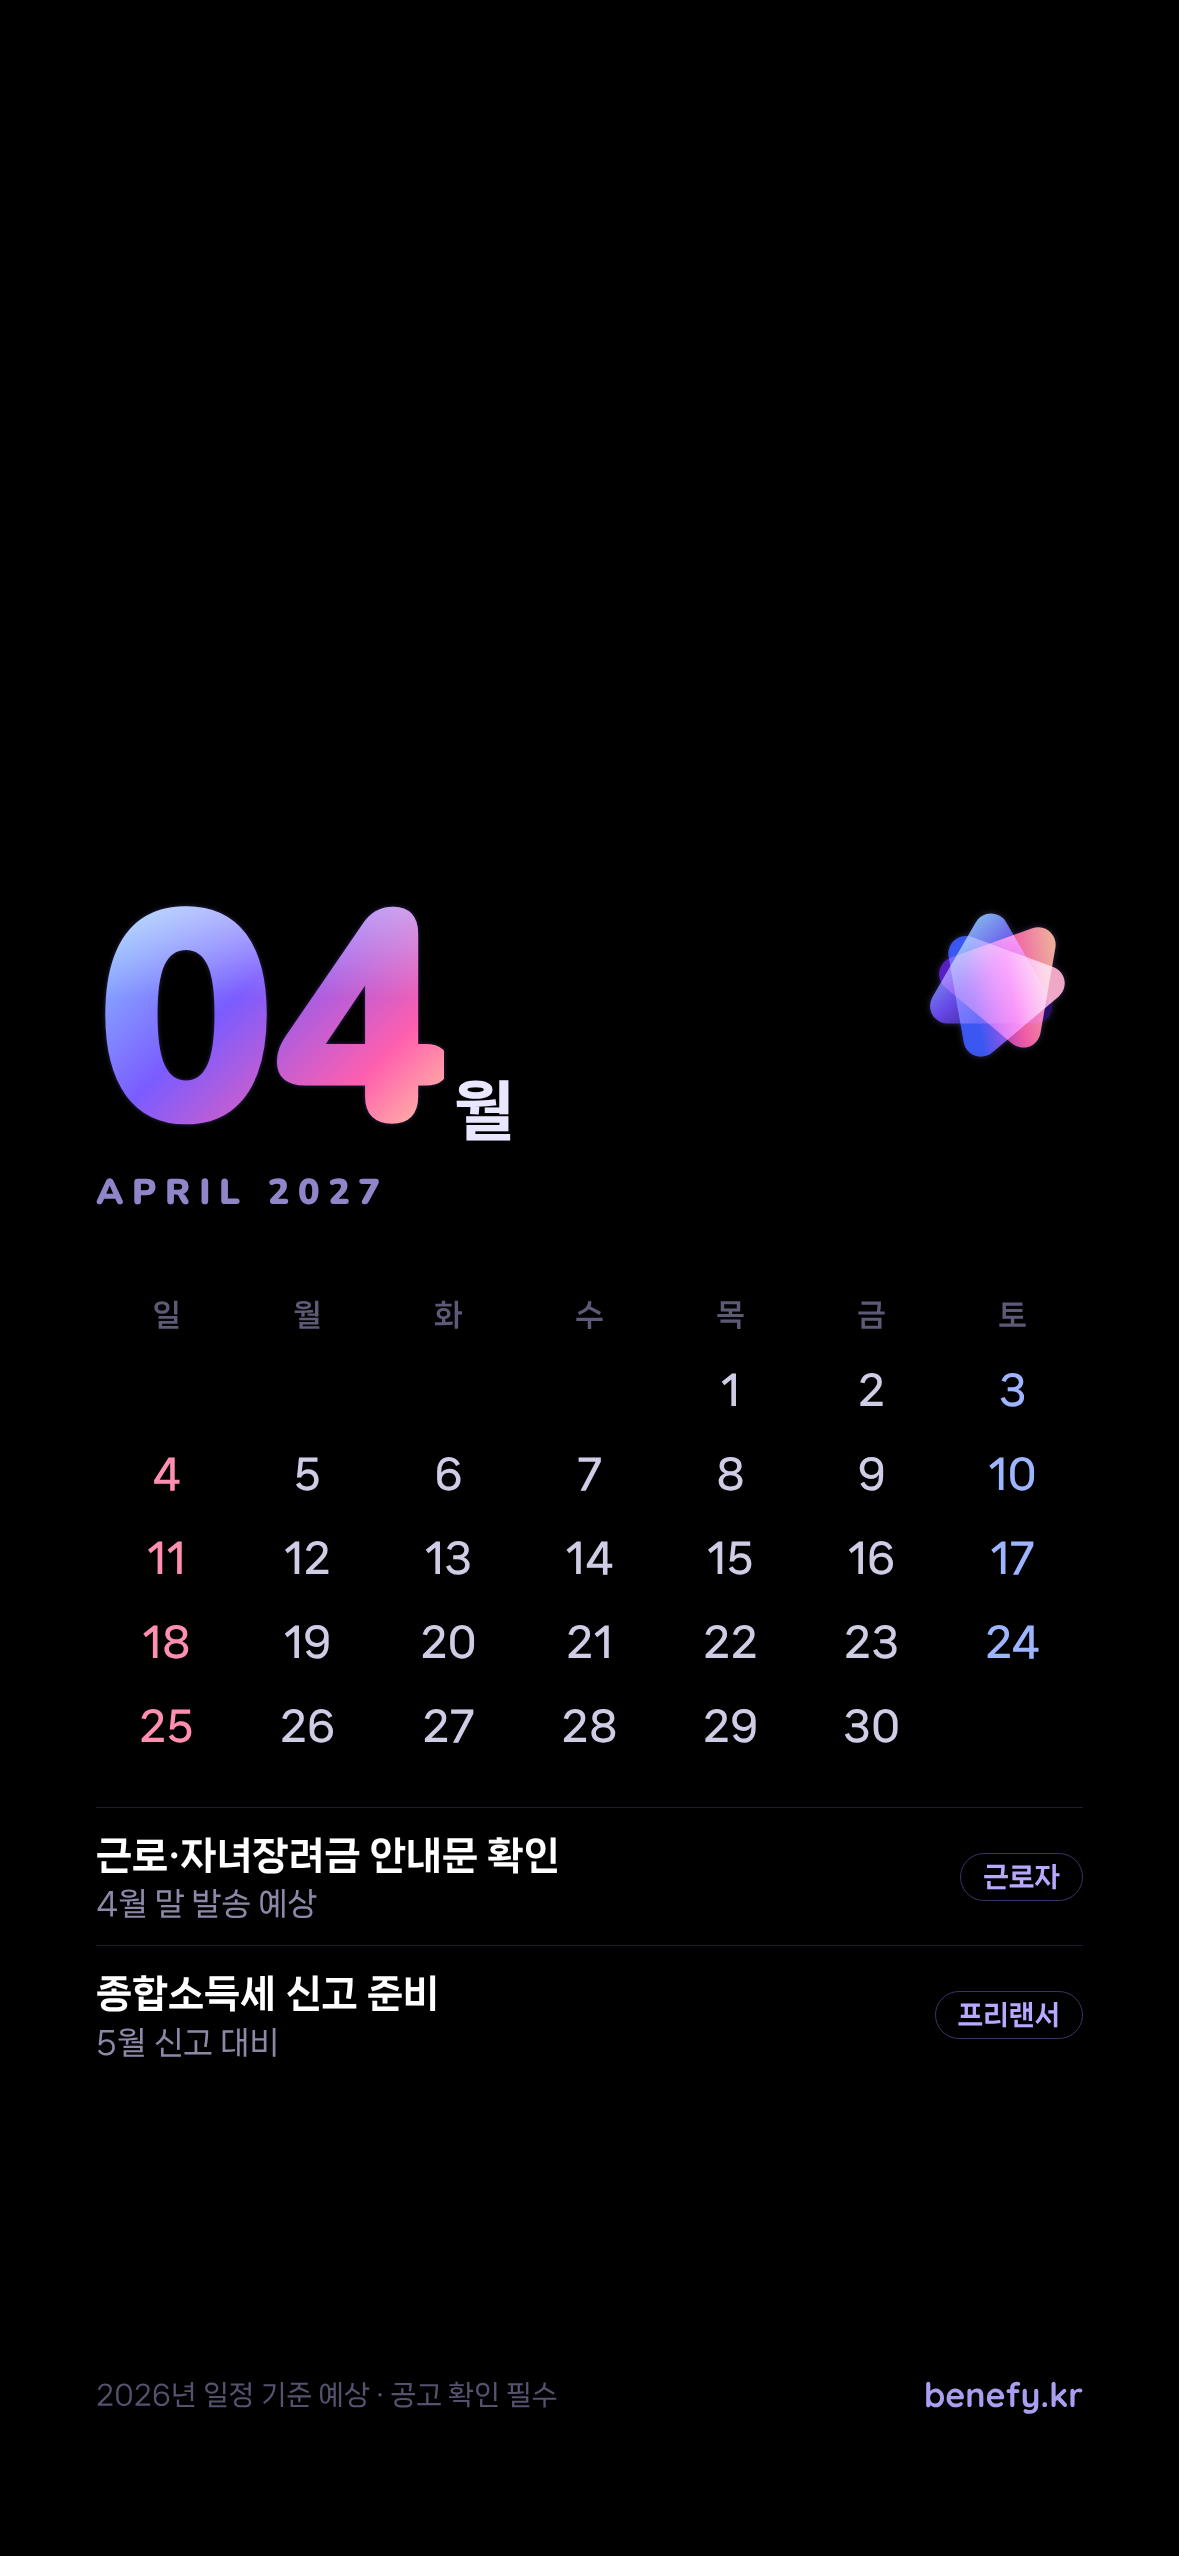 04월
APRIL 2027
일 월 화 수 목 금 토
1 2 3
4 5 6 7 8 9 10
11 12 13 14 15 16 17
18 19 20 21 22 23 24
25 26 27 28 29 30
근로·자녀장려금 안내문 확인
4월 말 발송 예상
근로자
종합소득세 신고 준비
5월 신고 대비
프리랜서
2026년 일정 기준 예상 · 공고 확인 필수
benefy.kr